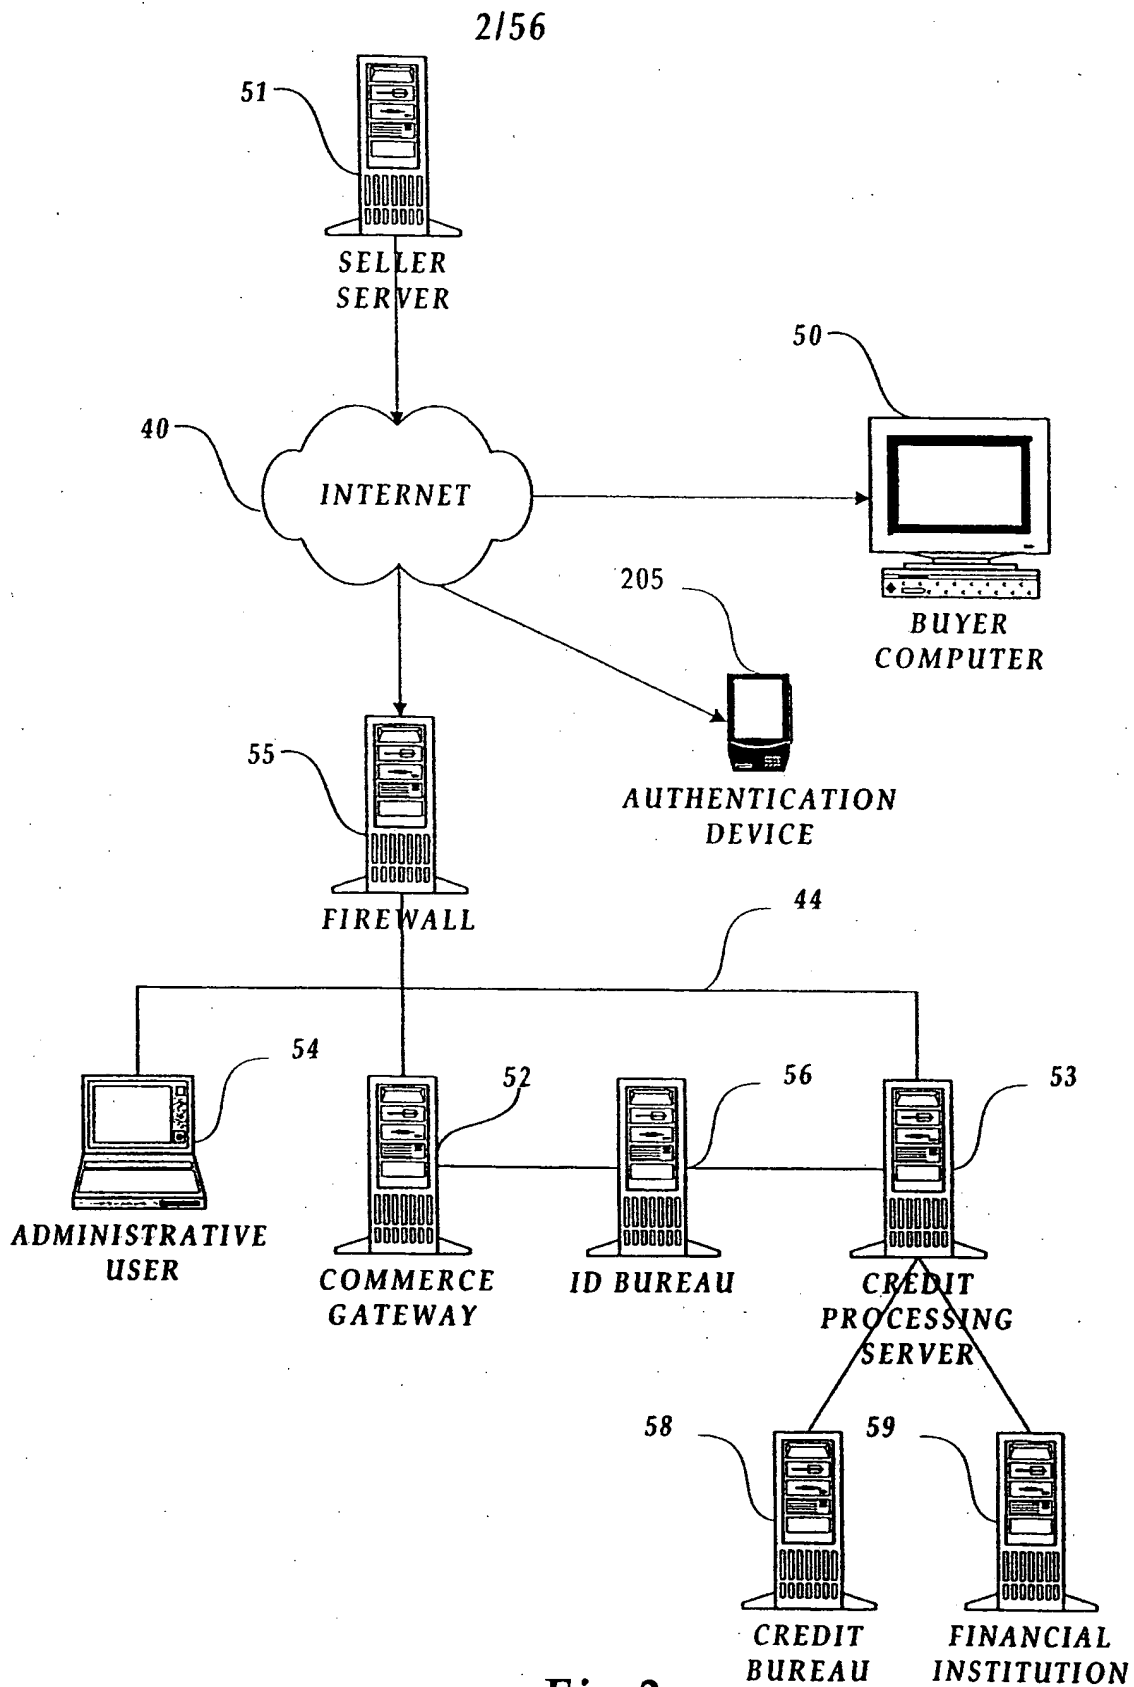 2/56
51
SELLER
SERVER
50
40
INTERNET
205
BUYER
COMPUTER
55
AUTHENTICATION
DEVICE
FIREWALL
44
54
52
56
53
ADMINISTRATIVE
USER
COMMERCE
GATEWAY
ID BUREAU
CREDIT
PROCESSING
SERVER
58
59
CREDIT
BUREAU
FINANCIAL
INSTITUTION